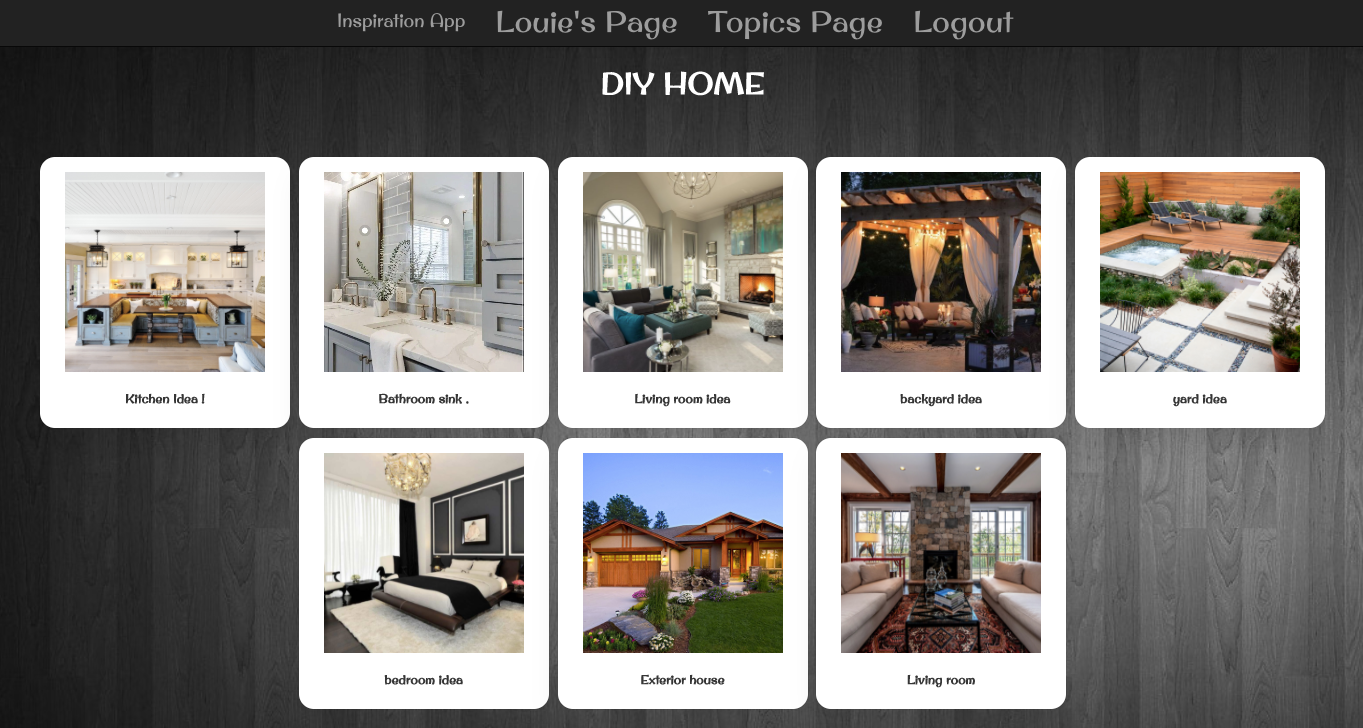 Inspiration App Louie's Page Topics Page Logout
DIY HOME
Kitchen Idea !
Bathroom sink .
Living room idea
backyard idea
yard idea
bedroom idea
Exterior house
Living room